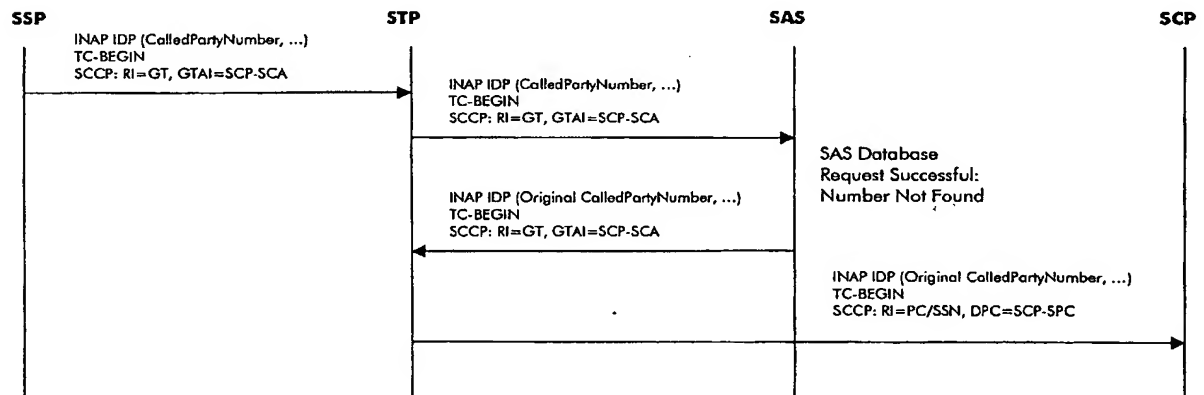 SSP
STP
SAS
SCP
INAP IDP (CalledPartyNumber, ...)
TC-BEGIN
SCCP: RI=GT, GTAI=SCP-SCA
INAP IDP (CalledPartyNumber, ...)
TC-BEGIN
SCCP: RI=GT, GTAI=SCP-SCA
SAS Database
Request Successful:
Number Not Found
INAP IDP (Original CalledPartyNumber, ...)
TC-BEGIN
SCCP: RI=GT, GTAI=SCP-SCA
INAP IDP (Original CalledPartyNumber, ...)
TC-BEGIN
SCCP: RI=PC/SSN, DPC=SCP-SPC